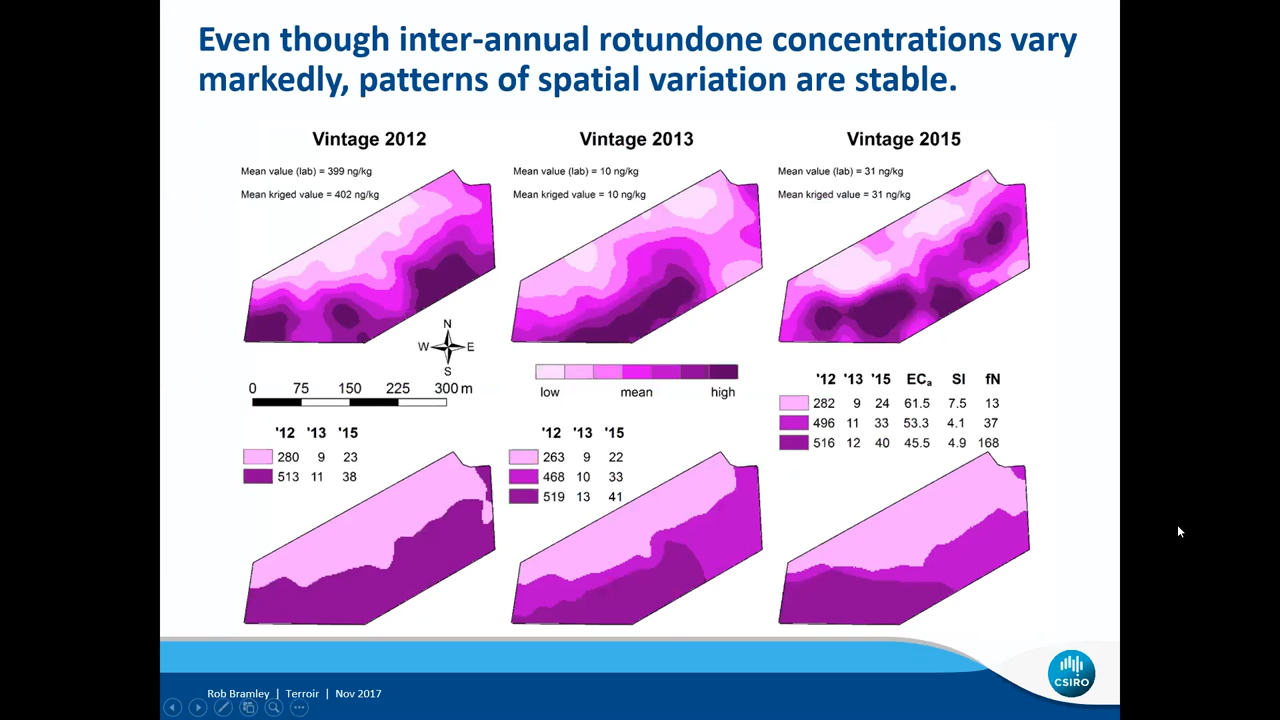 Even though inter-annual rotundone concentrations vary
markedly, patterns of spatial variation are stable.
Vintage 2012
Mean value (lab) = 399 ng/kg
Mean kriged value = 402 ng/kg
Vintage 2013
Mean value (lab) = 10 ng/kg
Mean kriged value = 10 ng/kg
Vintage 2015
Mean value (lab) = 31 ng/kg
Mean kriged value = 31 ng/kg
N
W E
S
0 75 150 225 300 m
low mean high
'12 '13 '15
280 9 23
513 11 38
'12 '13 '15
263 9 22
468 10 33
519 13 41
'12 '13 '15 ECa SI fN
282 9 24 61.5 7.5 13
496 11 33 53.3 4.1 37
516 12 40 45.5 4.9 168
Rob Bramley | Terroir | Nov 2017
CSIRO